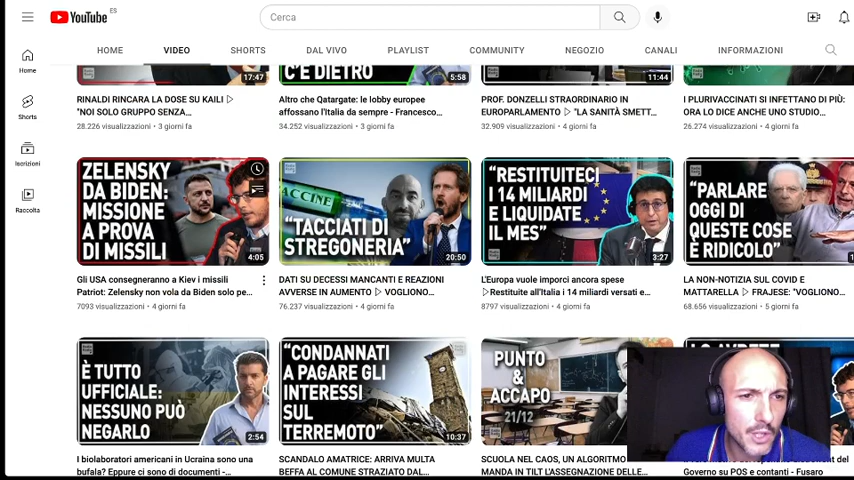 YouTube ES
Cerca
HOME VIDEO SHORTS DAL VIVO PLAYLIST COMMUNITY NEGOZIO CANALI INFORMAZIONI
Home
Shorts
Iscrizioni
Raccolta
17:47
C'È DIETRO
5:58
11:44
RINALDI RINCARA LA DOSE SU KAILI ▷
"NOI SOLO GRUPPO SENZA...
28.226 visualizzazioni • 3 giorni fa
Altro che Qatargate: le lobby europee
affossano l'Italia da sempre - Francesco...
34.252 visualizzazioni • 3 giorni fa
PROF. DONZELLI STRAORDINARIO IN
EUROPARLAMENTO ▷ "LA SANITÀ SMETT...
32.909 visualizzazioni • 4 giorni fa
I PLURIVACCINATI SI INFETTANO DI PIÙ:
ORA LO DICE ANCHE UNO STUDIO...
26.274 visualizzazioni • 4 giorni fa
ZELENSKY
DA BIDEN:
MISSIONE
A PROVA
DI MISSILI
4:05
VACCINE
"TACCIATI DI
STREGONERIA"
20:50
"RESTITUITECI
I 14 MILIARDI
E LIQUIDATE
IL MES"
3:27
"PARLARE
OGGI DI
QUESTE COSE
È RIDICOLO"
Gli USA consegneranno a Kiev i missili
Patriot: Zelensky non vola da Biden solo pe...
7093 visualizzazioni • 4 giorni fa
DATI SU DECESSI MANCANTI E REAZIONI
AVVERSE IN AUMENTO ▷ VOGLIONO...
76.237 visualizzazioni • 4 giorni fa
L'Europa vuole imporci ancora spese
▷Restituite all'Italia i 14 miliardi versati e...
8797 visualizzazioni • 4 giorni fa
LA NON-NOTIZIA SUL COVID E
MATTARELLA ▷ FRAJESE: "VOGLIONO...
68.656 visualizzazioni • 5 giorni fa
È TUTTO
UFFICIALE:
NESSUNO PUÒ
NEGARLO
2:54
"CONDANNATI
A PAGARE GLI
INTERESSI
SUL
TERREMOTO"
10:37
PUNTO
&
ACCAPO
21/12
I biolaboratori americani in Ucraina sono una
bufala? Eppure ci sono di documenti -...
SCANDALO AMATRICE: ARRIVA MULTA
BEFFA AL COMUNE STRAZIATO DAL...
SCUOLA NEL CAOS, UN ALGORITMO
MANDA IN TILT L'ASSEGNAZIONE DELLE...
del
Governo su POS e contanti - Fusaro